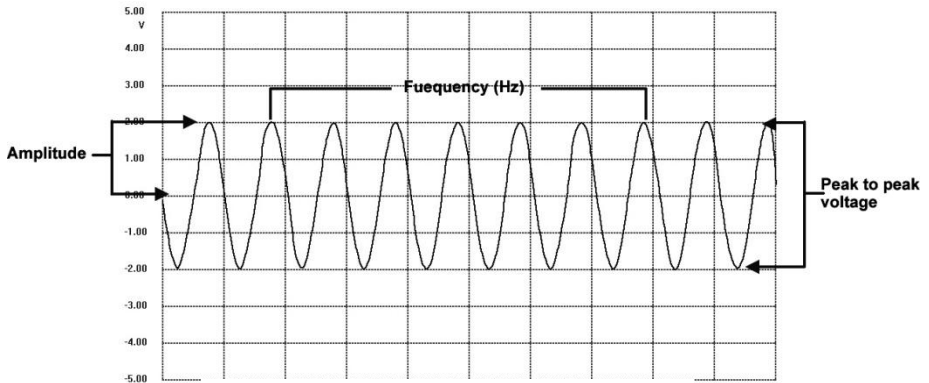 5.00
V
4.00
3.00
Fuequency (Hz)
2.00
Amplitude
1.00
0.00
Peak to peak
voltage
-1.00
-2.00
-3.00
-4.00
-5.00